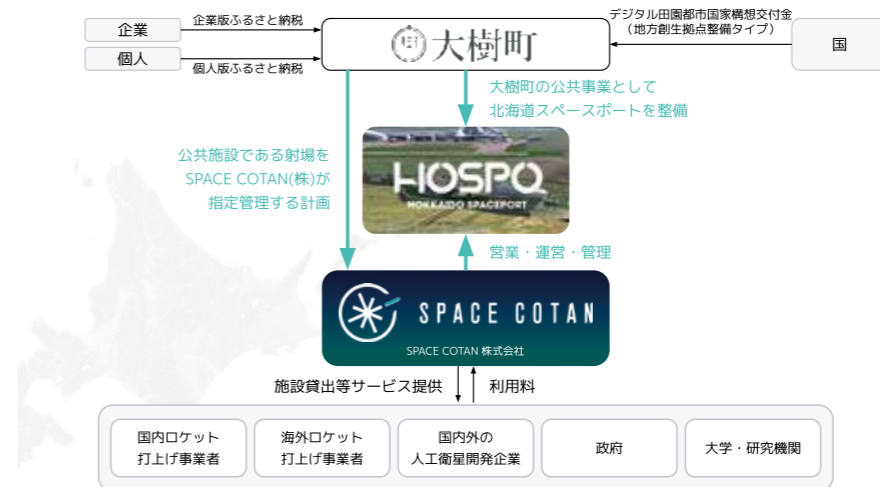 企業
企業版ふるさと納税
個人
個人版ふるさと納税
大樹町
デジタル田園都市国家構想交付金
（地方創生拠点整備タイプ）
国
大樹町の公共事業として
北海道スペースポートを整備
公共施設である射場を
SPACE COTAN(株)が
指定管理する計画
HOSPO
HOKKAIDO SPACEPORT
営業・運営・管理
SPACE COTAN
SPACE COTAN 株式会社
施設貸出等サービス提供
利用料
国内ロケット
打上げ事業者
海外ロケット
打上げ事業者
国内外の
人工衛星開発企業
政府
大学・研究機関